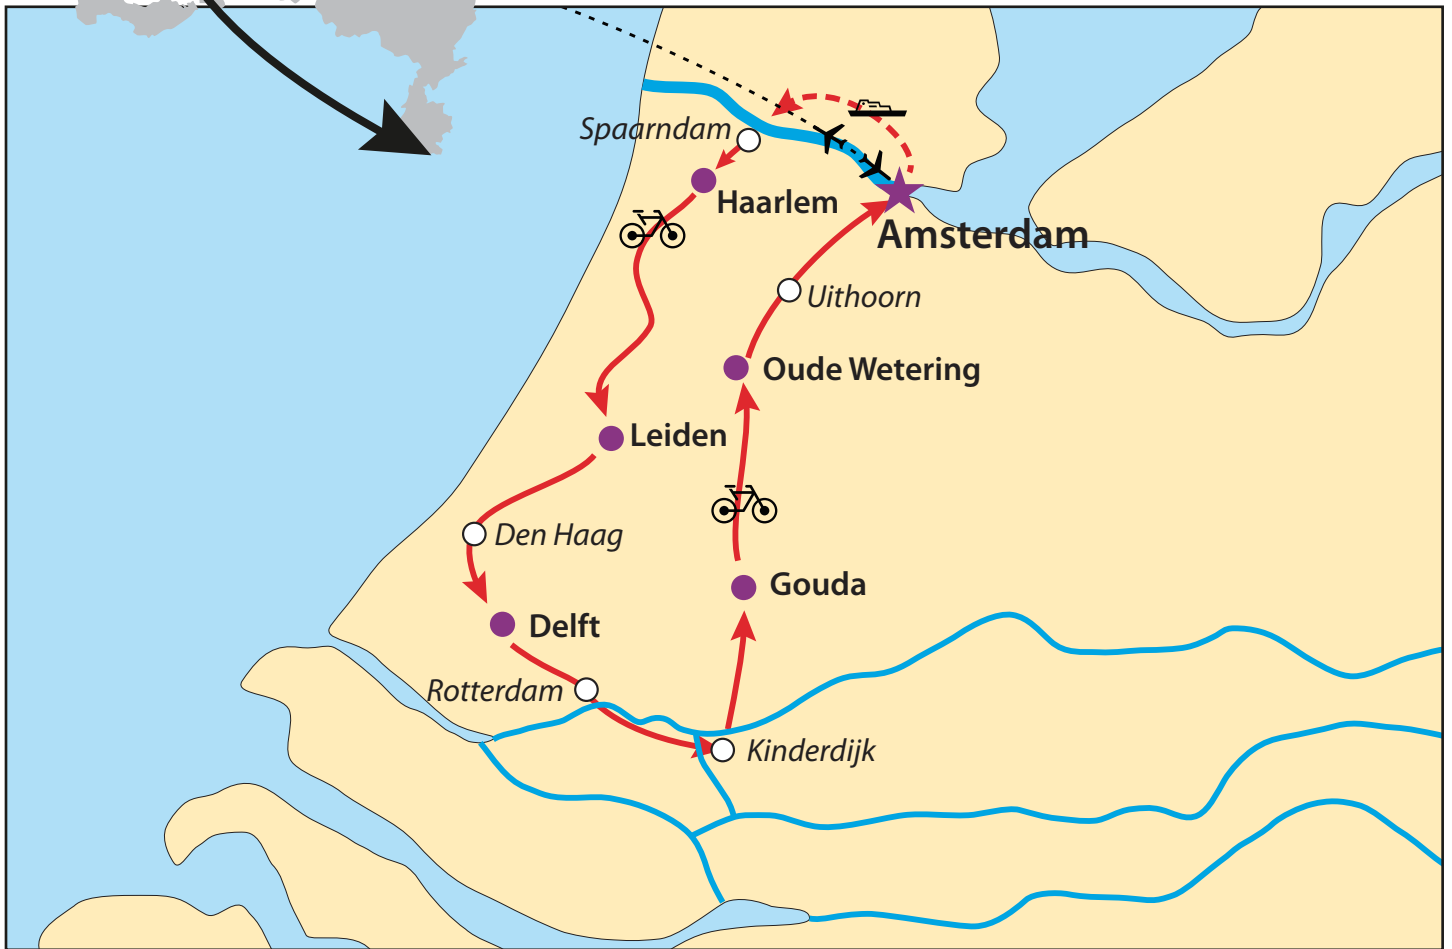 Spaarndam
Haarlem
Amsterdam
Uithoorn
Oude Wetering
Leiden
Den Haag
Gouda
Delft
Rotterdam
Kinderdijk